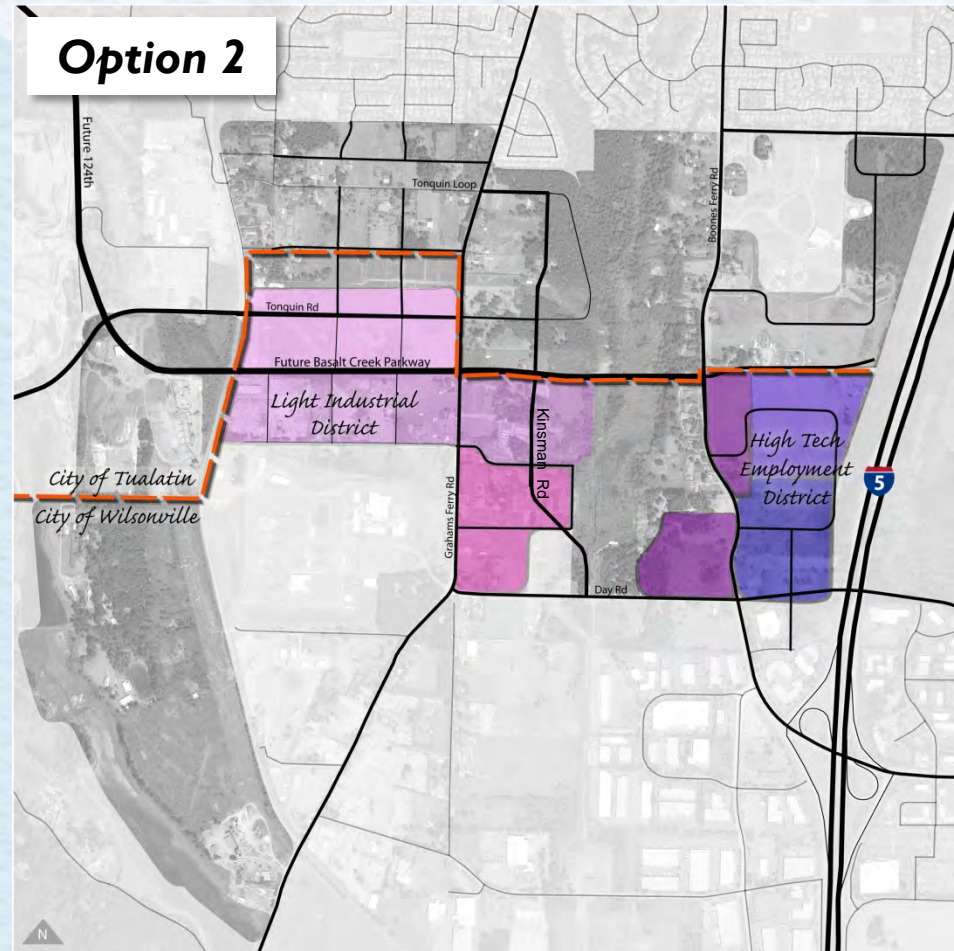 Option 2
Future 124th
Tonquin Loop
Boones Ferry Rd
Tonquin Rd
Future Basalt Creek Parkway
Light Industrial
District
Kinsman Rd
High Tech
Employment
District
5
City of Tualatin
City of Wilsonville
Grahams Ferry Rd
Day Rd
N